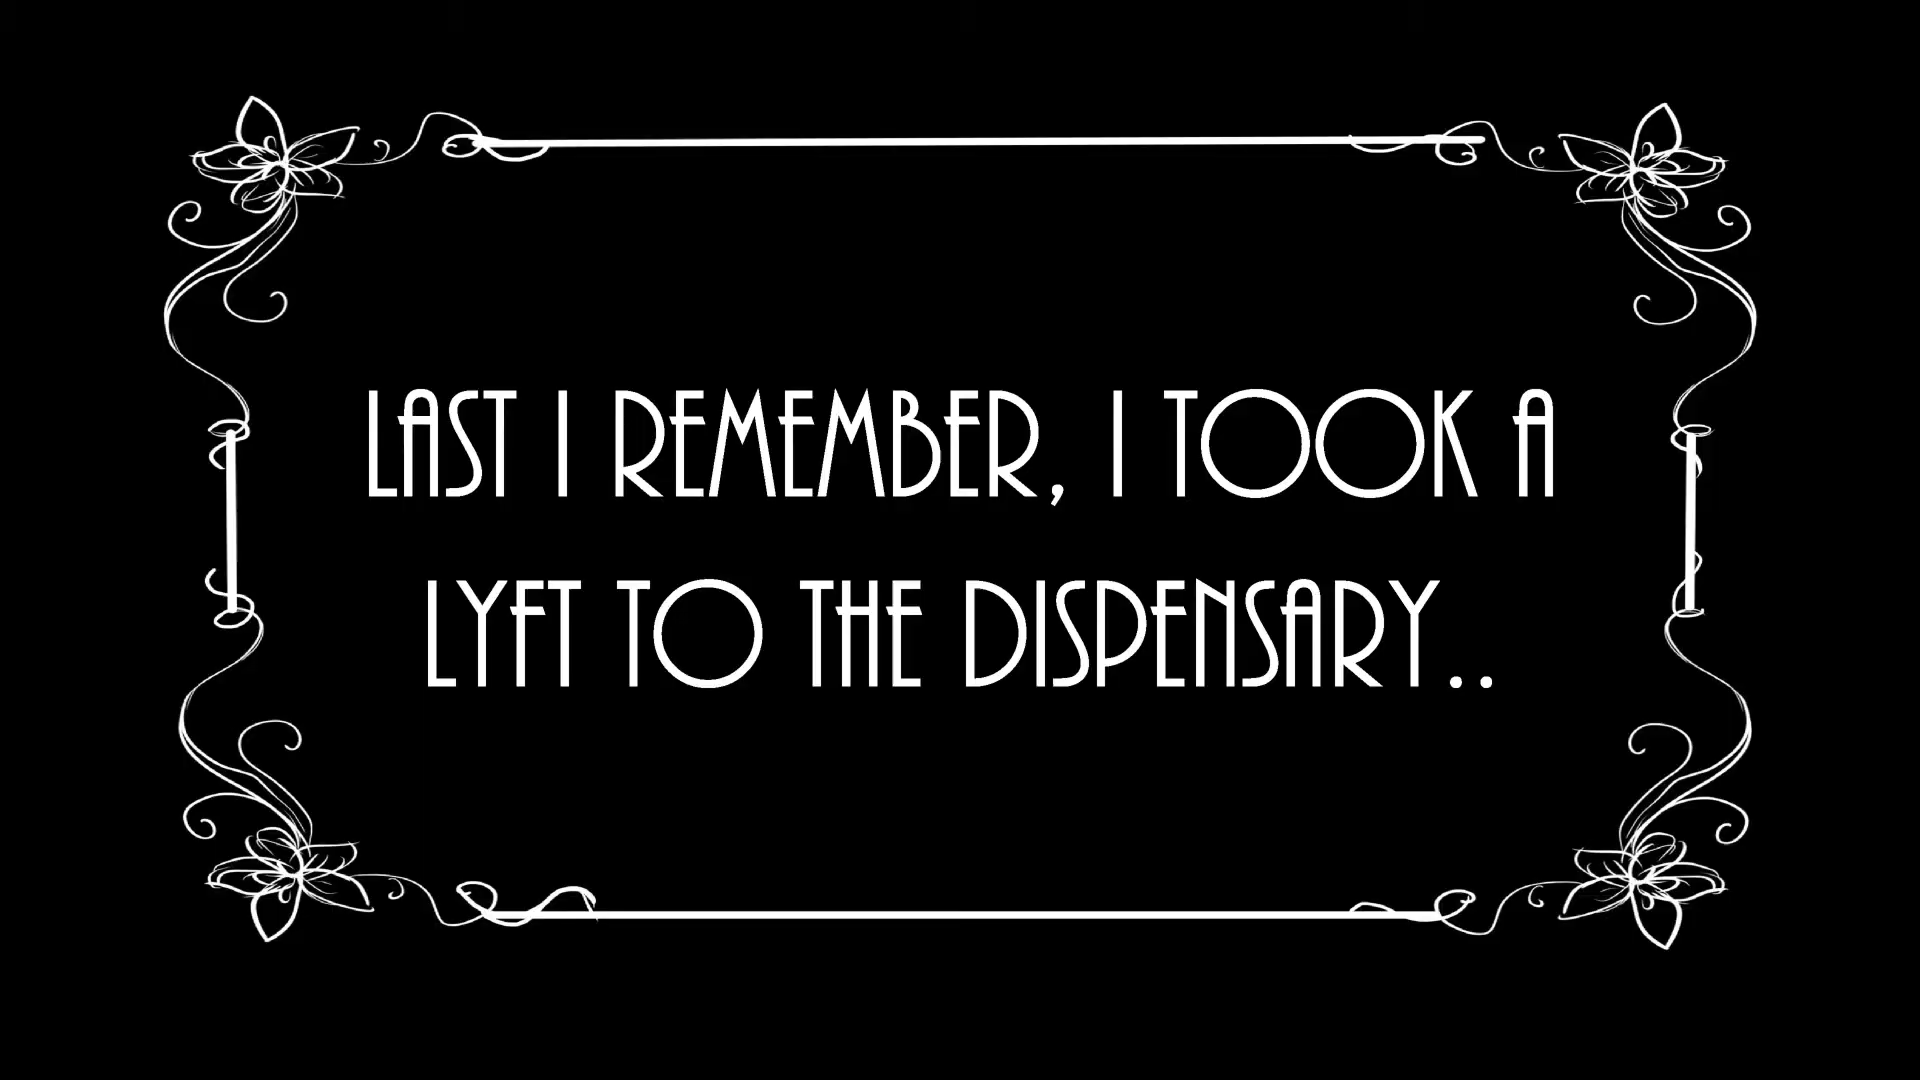 LAST I REMEMBER, I TOOK A
LYFT TO THE DISPENSARY..